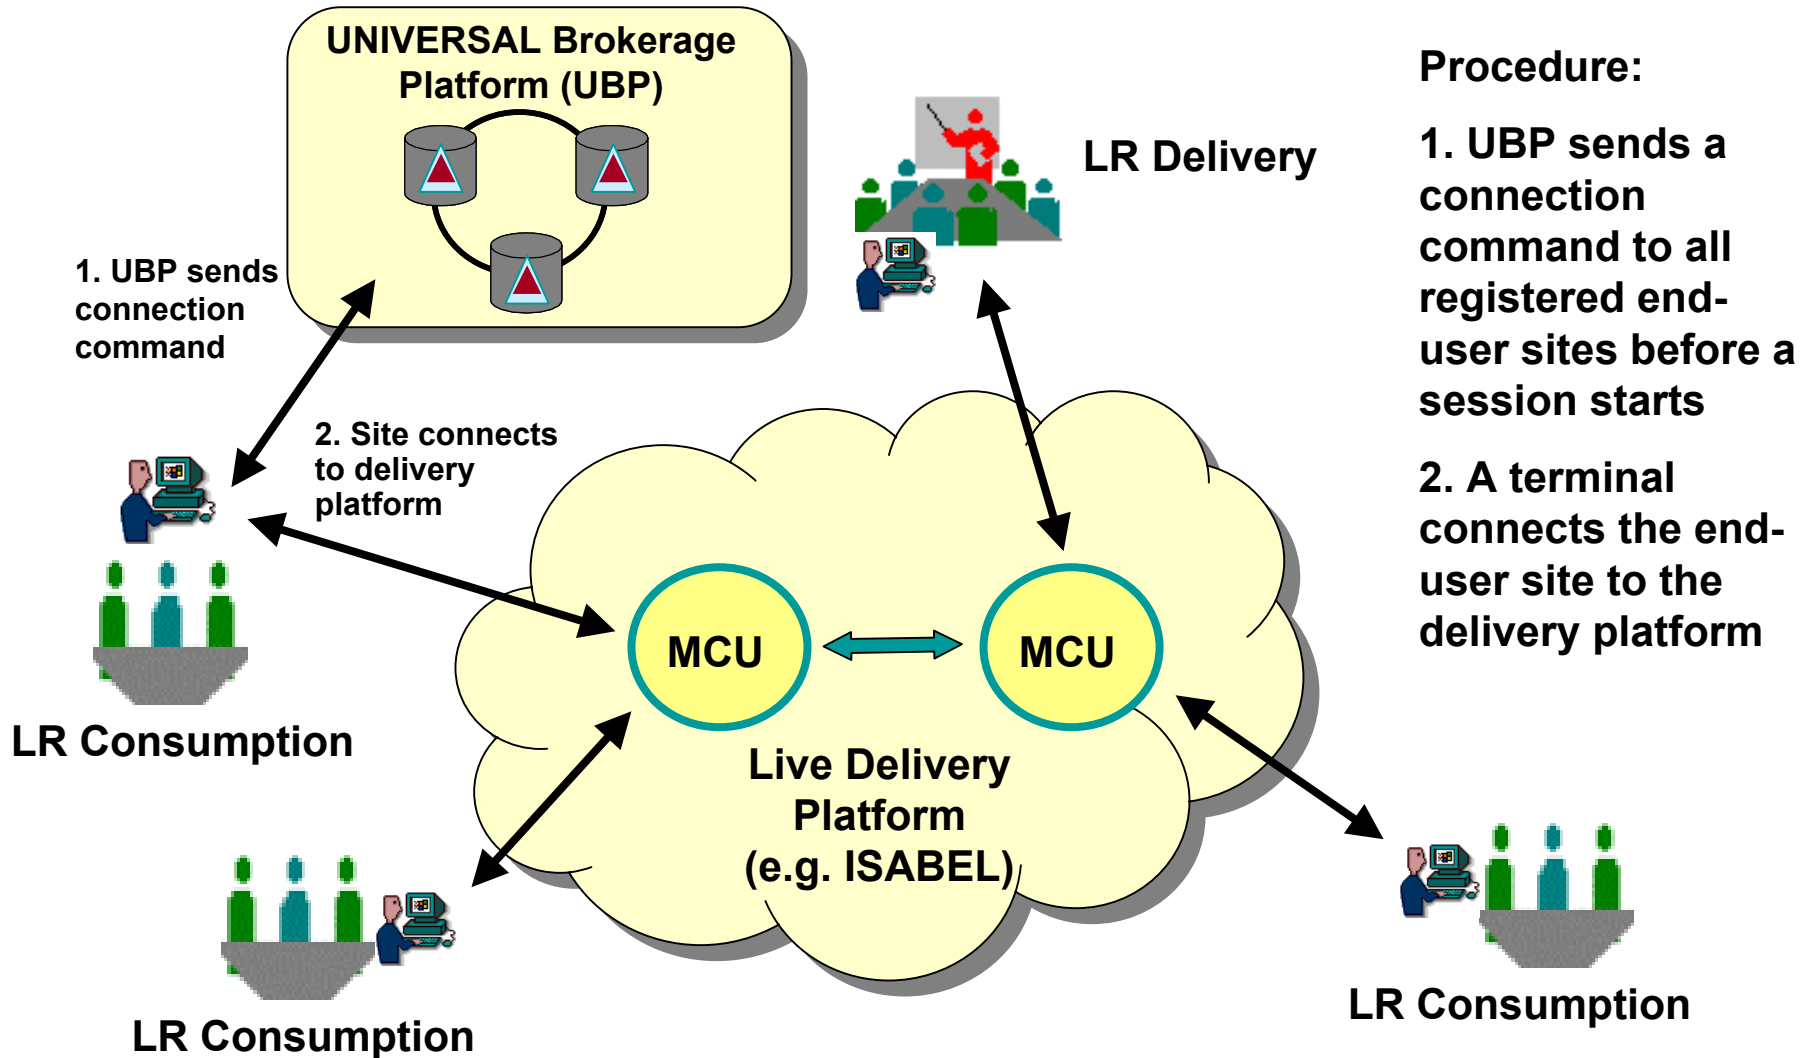 UNIVERSAL Brokerage
Platform (UBP)
LR Delivery
1. UBP sends
connection
command
2. Site connects
to delivery
platform
MCU
MCU
LR Consumption
Live Delivery
Platform
(e.g. ISABEL)
LR Consumption
LR Consumption
Procedure:
1. UBP sends a
connection
command to all
registered end-
user sites before a
session starts
2. A terminal
connects the end-
user site to the
delivery platform